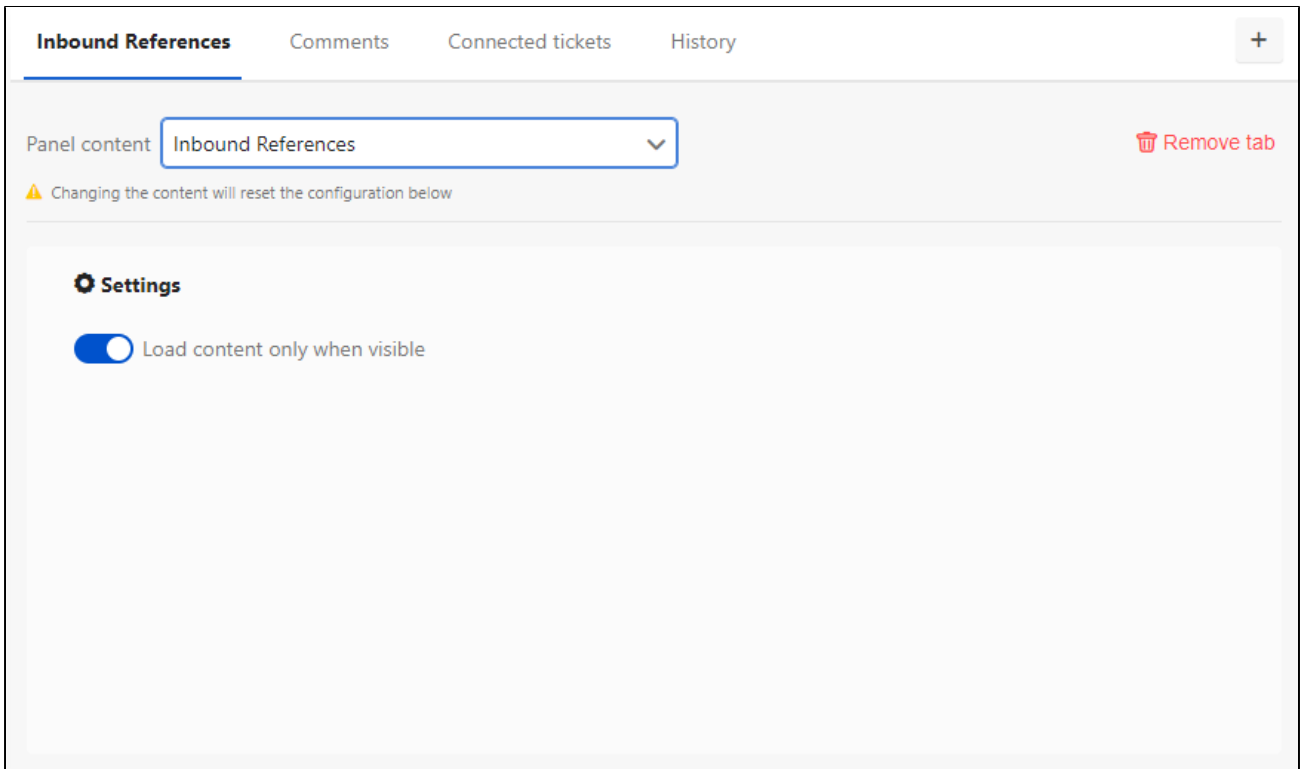 Inbound References Comments Connected tickets History +
Panel content Inbound References Remove tab
Changing the content will reset the configuration below
Settings
Load content only when visible